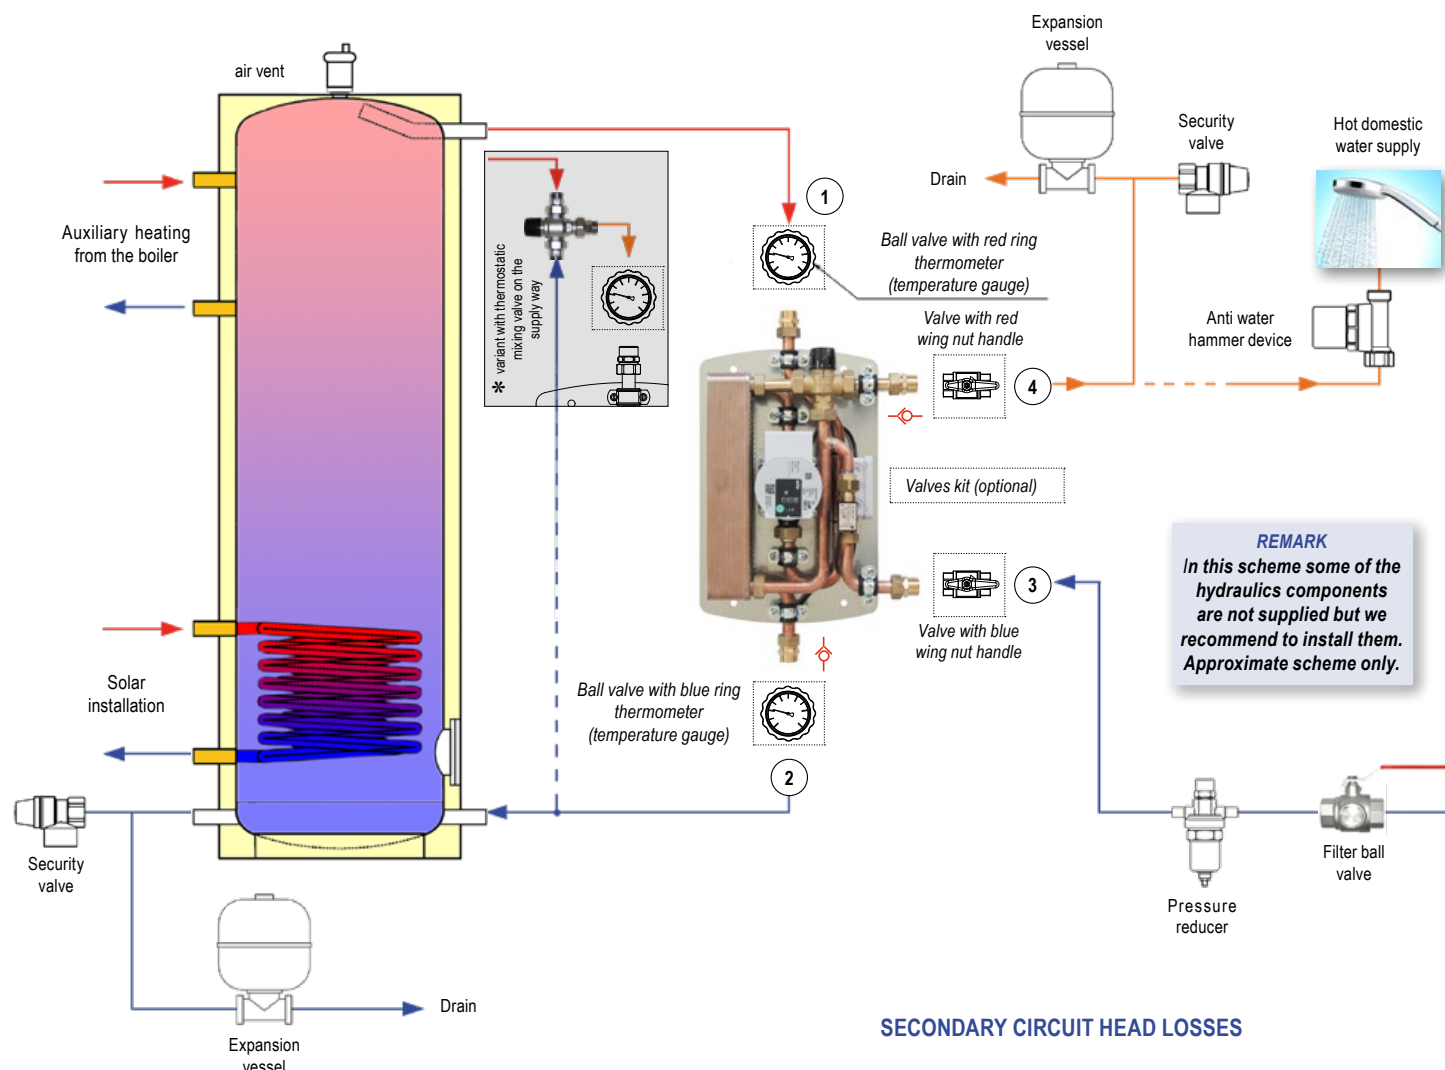 Expansion
vessel
air vent
Security
valve
Hot domestic
water supply
Drain
1
Auxiliary heating
from the boiler
Ball valve with red ring
thermometer
(temperature gauge)
* variant with thermostatic
mixing valve on the
supply way
Valve with red
wing nut handle
Anti water
hammer device
4
Valves kit (optional)
REMARK
In this scheme some of the
hydraulics components
are not supplied but we
recommend to install them.
Approximate scheme only.
3
Valve with blue
wing nut handle
Solar
installation
Ball valve with blue ring
thermometer
(temperature gauge)
2
Security
valve
Filter ball
valve
Pressure
reducer
Drain
SECONDARY CIRCUIT HEAD LOSSES
Expansion
vessel